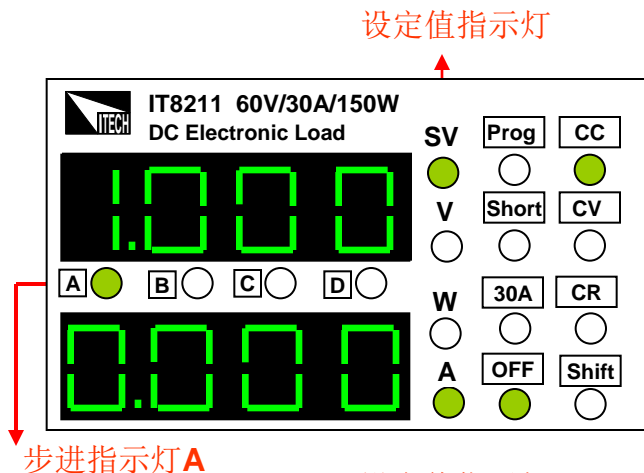 设定值指示灯
ITECH
IT8211 60V/30A/150W
DC Electronic Load
SV Prog CC
1.000
V Short CV
A B C D
W 30A CR
0.000
A OFF Shift
步进指示灯A